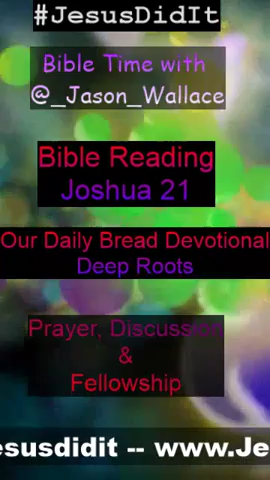 #JesusDidIt
Bible Time with
@_Jason_Wallace
Bible Reading
Joshua 21
Our Daily Bread Devotional
Deep Roots
Prayer, Discussion
&
Fellowship
esusdidit -- www.Je